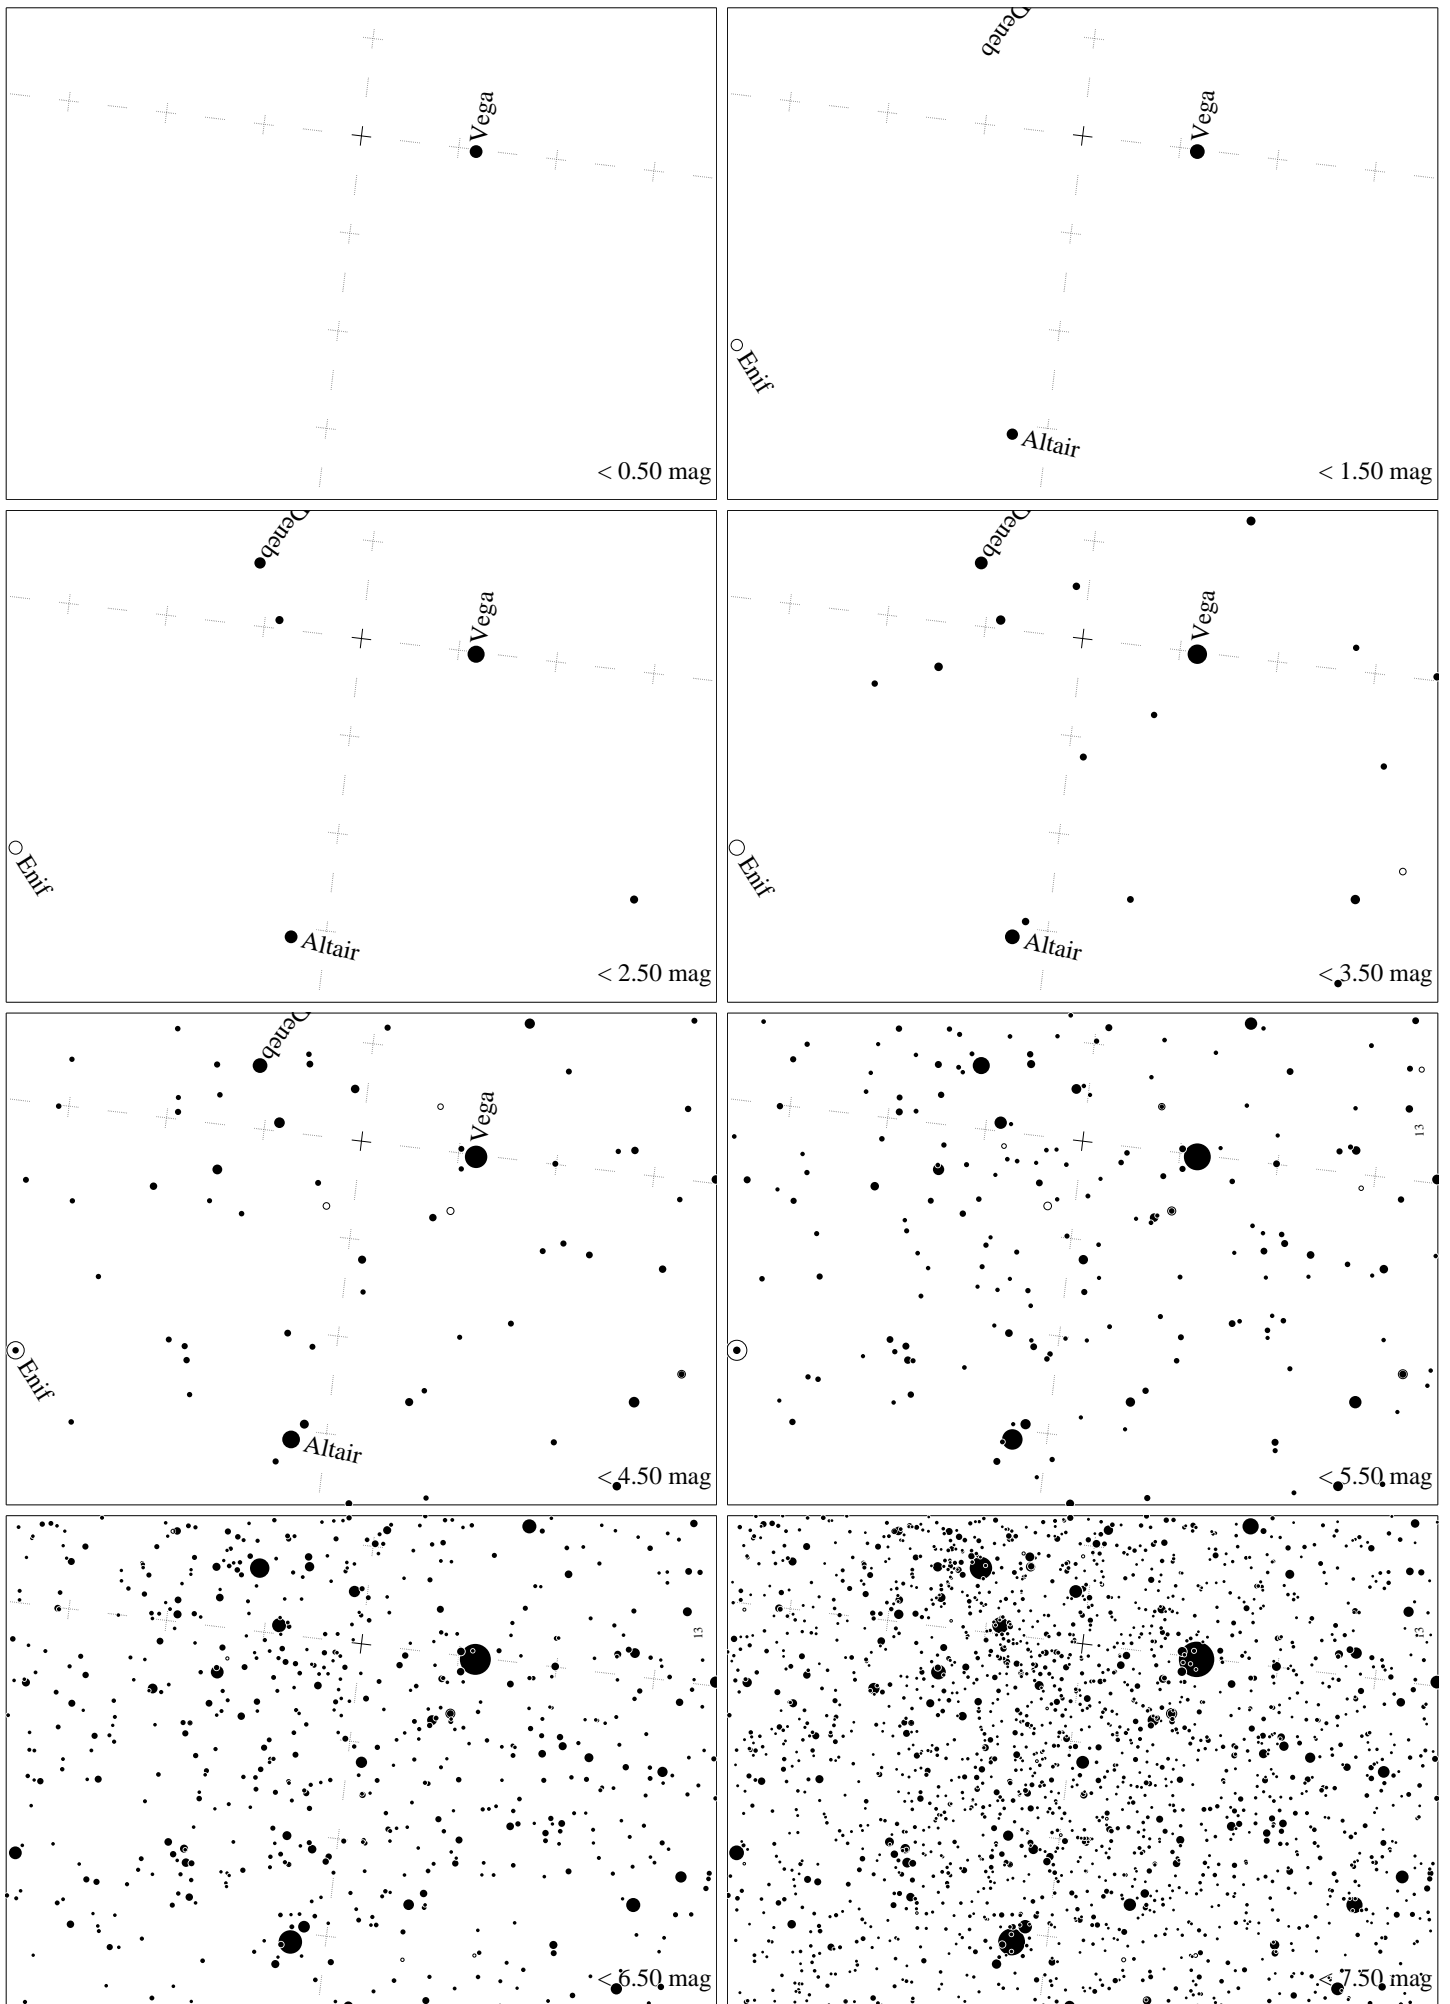 Vega
< 0.50 mag
Deneb
Vega
Enif
Altair
< 1.50 mag
Deneb
Vega
Enif
Altair
< 2.50 mag
Deneb
Vega
Enif
Altair
< 3.50 mag
Deneb
Vega
Enif
Altair
< 4.50 mag
13
< 5.50 mag
13
< 6.50 mag
13
< 7.50 mag